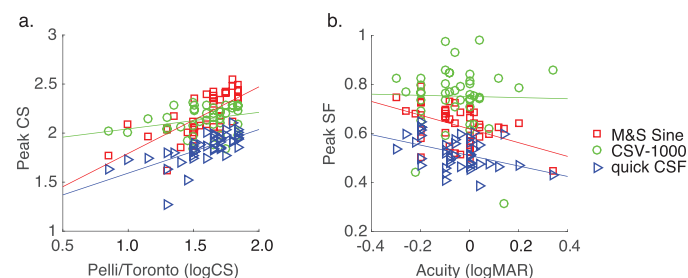 a.
b.
Peak CS
3
2.5
2
1.5
1
0.5
1.0
1.5
2.0
Pelli/Toronto (logCS)
Peak SF
1
0.8
0.6
0.4
0.2
-0.4
-0.2
0
0.2
0.4
Acuity (logMAR)
M&S Sine
CSV-1000
quick CSF